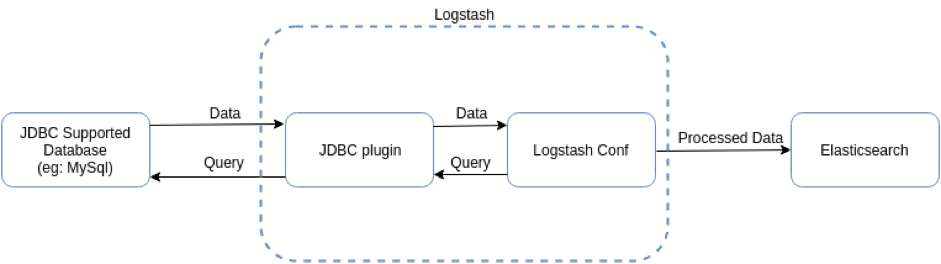 Logstash
Data
Data
JDBC Supported
Database
(eg: MySql)
JDBC plugin
Logstash Conf
Processed Data
Elasticsearch
Query
Query